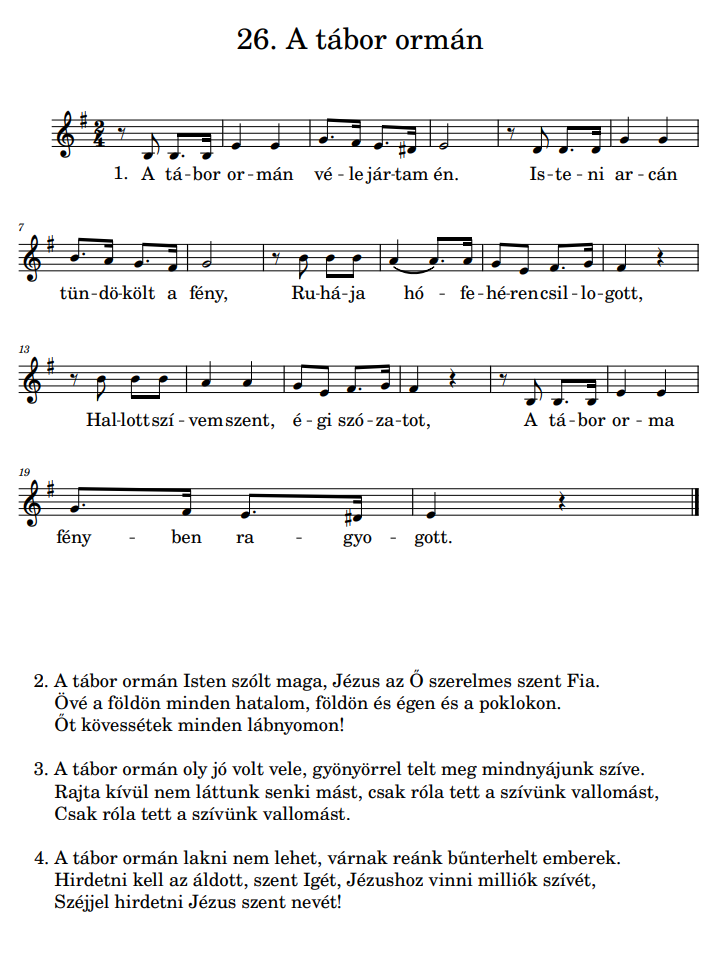 26. A tábor ormán
1. A tá-bor or-mán vé-le jár-tam én. Is-te-ni ar-cán
7
tün-dö-költ a fény, Ru-há-ja hó-fe-hé-ren csil-lo-gott,
13
Hal-lott szí-vem szent, é-gi szó-za-tot, A tá-bor or-ma
19
fény-ben ra-gyo-gott.
2. A tábor ormán Isten szólt maga, Jézus az Ő szerelmes szent Fia.
Övé a földön minden hatalom, földön és égen és a poklokon.
Őt kövessétek minden lábnyomon!
3. A tábor ormán oly jó volt vele, gyönyörrel telt meg mindnyájunk szíve.
Rajta kívül nem láttunk senki mást, csak róla tett a szívünk vallomást,
Csak róla tett a szívünk vallomást.
4. A tábor ormán lakni nem lehet, várnak reánk bűnterhelt emberek.
Hirdetni kell az áldott, szent Igét, Jézushoz vinni milliók szívét,
Széjjel hirdetni Jézus szent nevét!